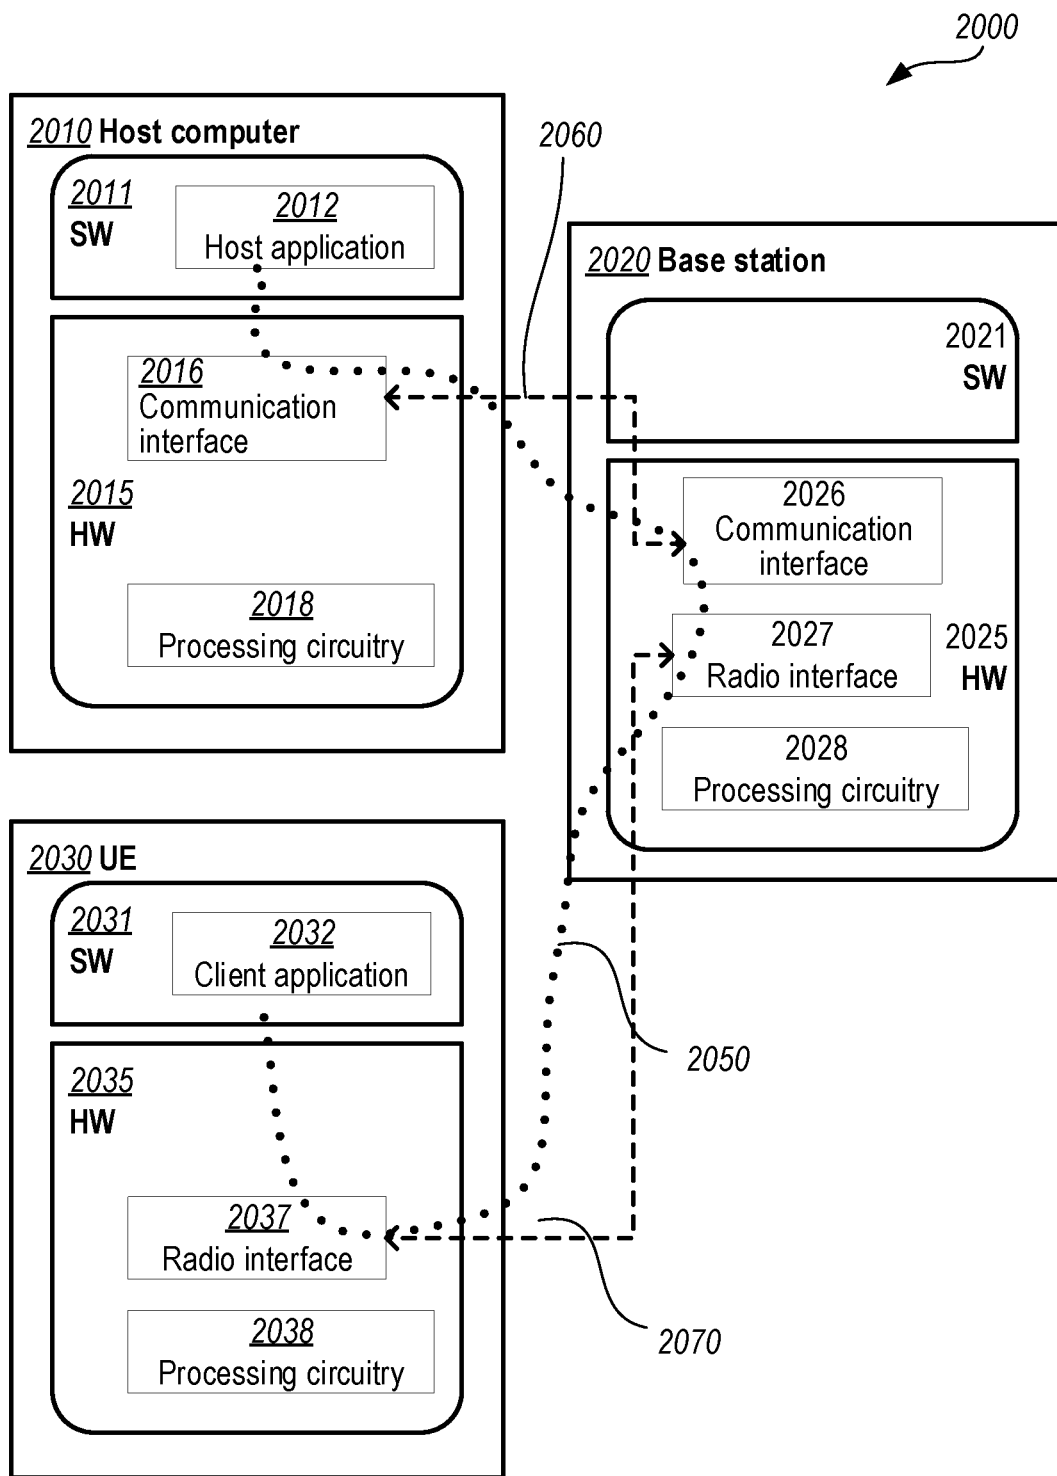 2000
2010 Host computer
2011
SW
2012
Host application
2016
Communication
interface
2015
HW
2018
Processing circuitry
2060
2020 Base station
2021
SW
2026
Communication
interface
2027
Radio interface
2025
HW
2028
Processing circuitry
2030 UE
2031
SW
2032
Client application
2035
HW
2037
Radio interface
2038
Processing circuitry
2050
2070